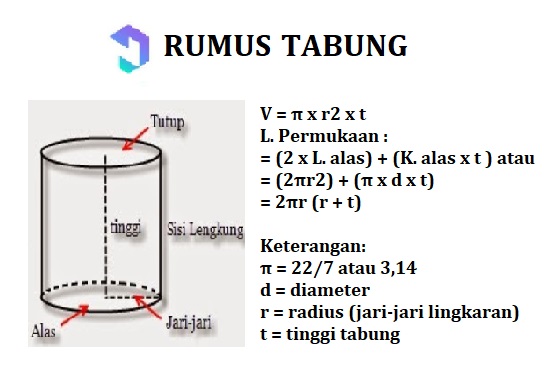 RUMUS TABUNG
Tutup
tinggi
Sisi Lengkung
Jari-jari
Alas
V = π x r2 x t
L. Permukaan :
= (2 x L. alas) + (K. alas x t ) atau
= (2πr2) + (π x d x t)
= 2πr (r + t)
Keterangan:
π = 22/7 atau 3,14
d = diameter
r = radius (jari-jari lingkaran)
t = tinggi tabung